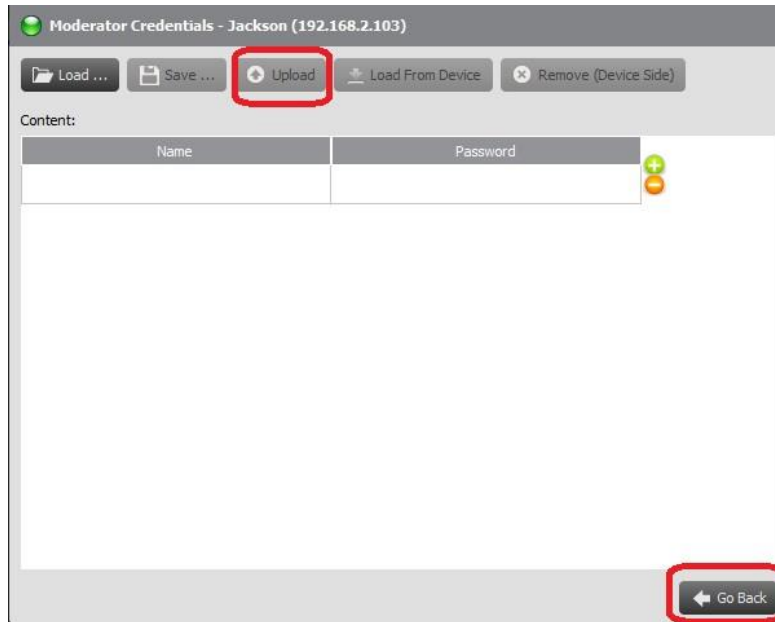 Moderator Credentials - Jackson (192.168.2.103)
Load ... Save ... Upload Load From Device Remove (Device Side)
Content:
Name Password
Go Back